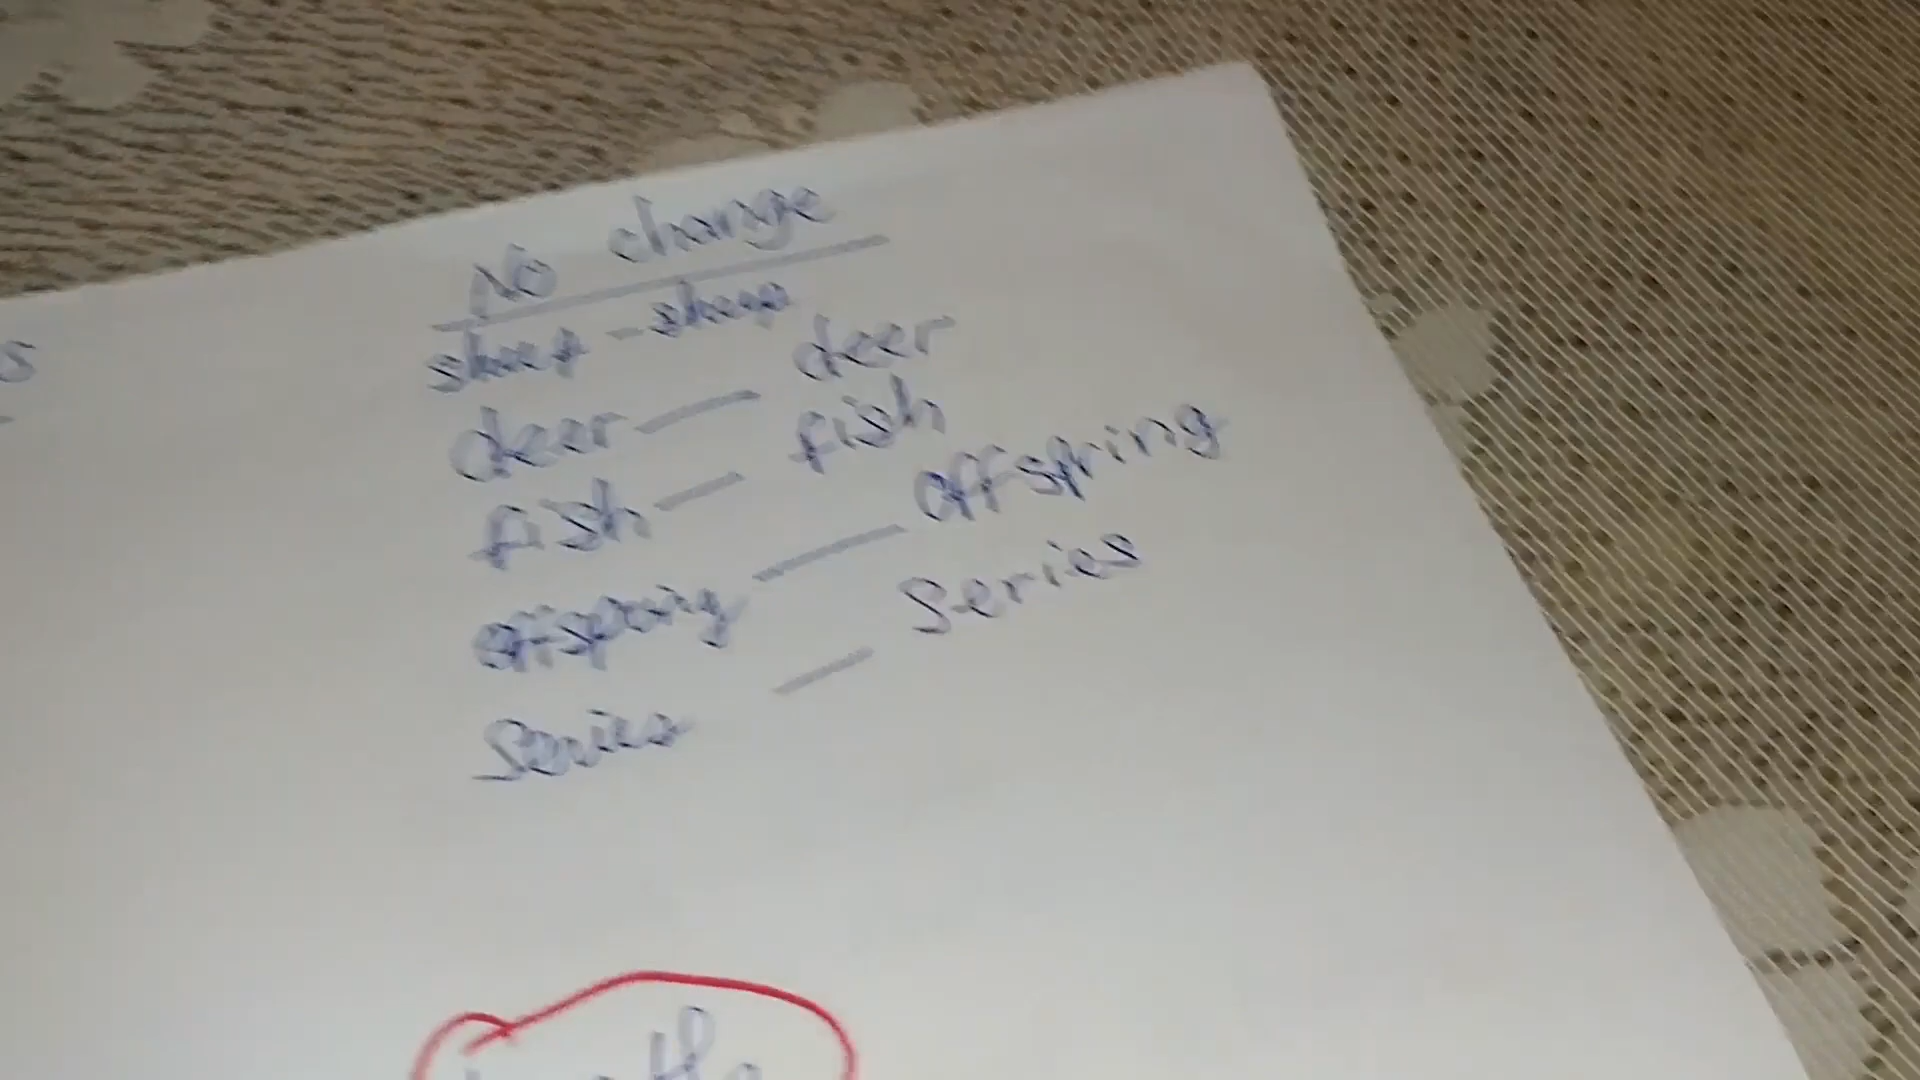 No change
sheep - sheep
deer — deer
fish — fish
offspring — offspring
series — series
s